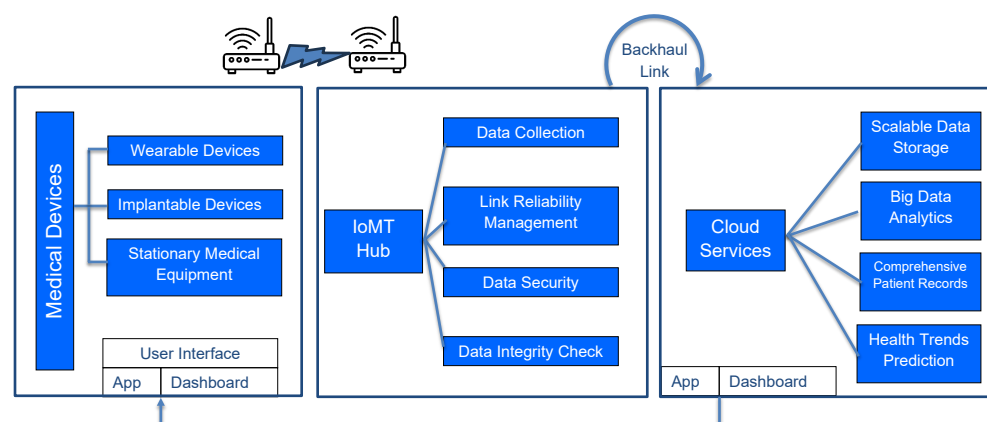 Backhaul
Link
Medical Devices
Wearable Devices
Implantable Devices
Stationary Medical
Equipment
User Interface
App
Dashboard
IoMT
Hub
Data Collection
Link Reliability
Management
Data Security
Data Integrity Check
Cloud
Services
Scalable Data
Storage
Big Data
Analytics
Comprehensive
Patient Records
Health Trends
Prediction
App
Dashboard